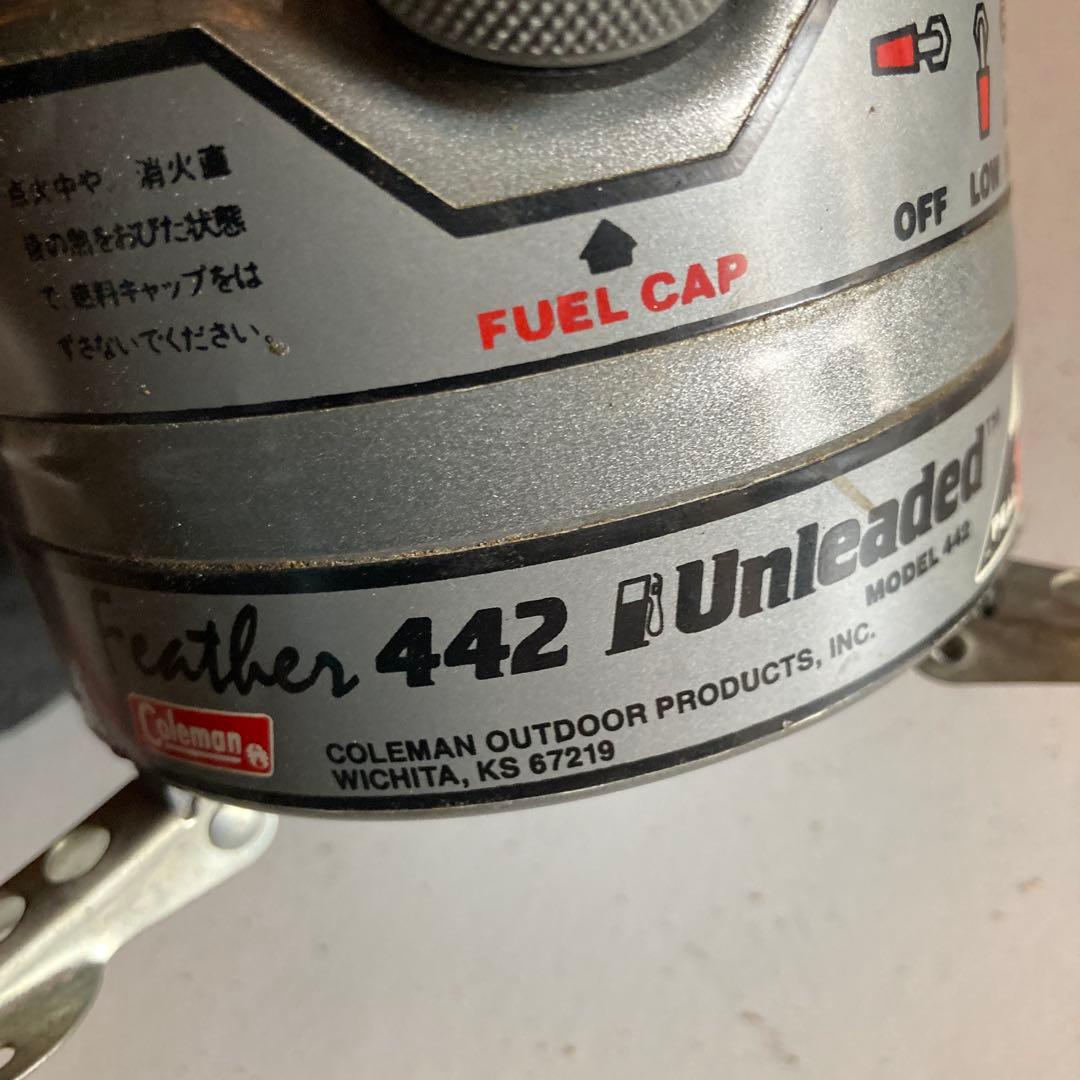 点火中や、消火直
後の熱をおびた状態
で燃料キャップをは
ずさないでください。
FUEL CAP
OFF
LOW
Feather 442 Unleaded™
MODEL 442
Coleman
COLEMAN OUTDOOR PRODUCTS, INC.
WICHITA, KS 67219